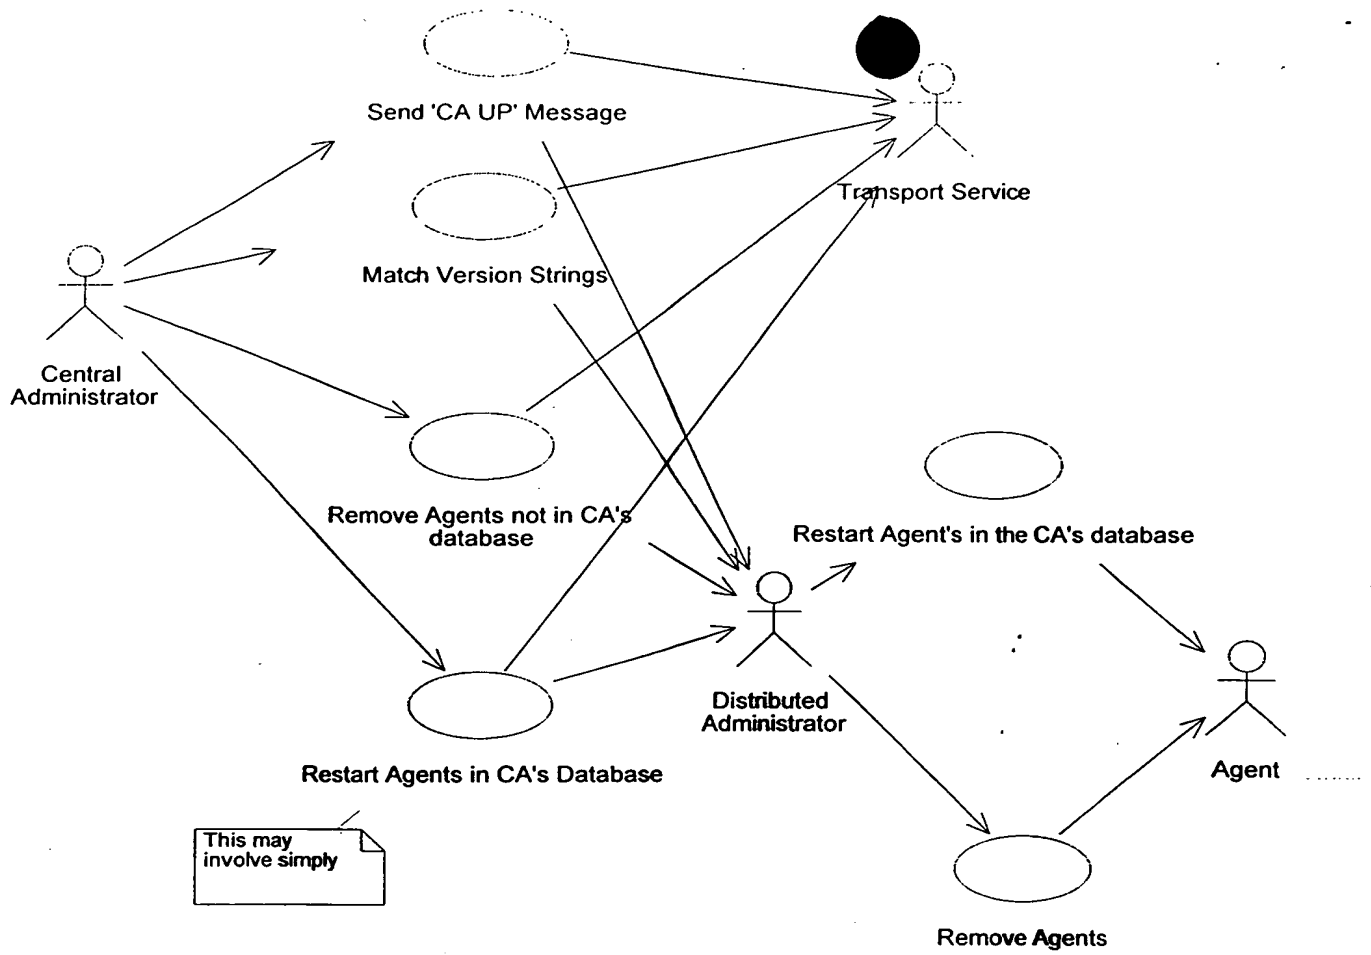 Send 'CA UP' Message
Transport Service
Match Version Strings
Central
Administrator
Remove Agents not in CA's
database
Restart Agent's in the CA's database
Distributed
Administrator
Restart Agents in CA's Database
Agent
This may
involve simply
Remove Agents